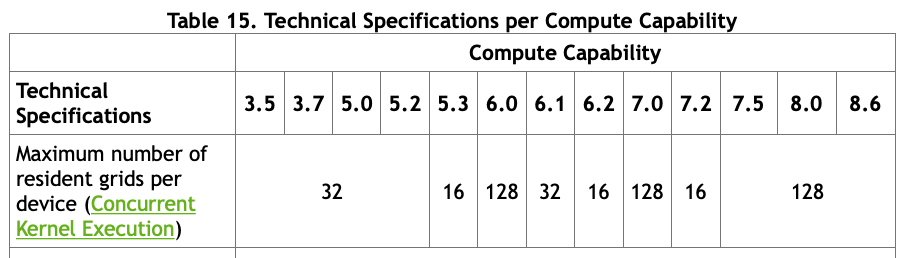 Table 15. Technical Specifications per Compute Capability
Compute Capability
Technical
Specifications
3.5 3.7 5.0 5.2 5.3 6.0 6.1 6.2 7.0 7.2 7.5 8.0 8.6
Maximum number of
resident grids per
device (Concurrent
Kernel Execution)
32 16 128 32 16 128 16 128